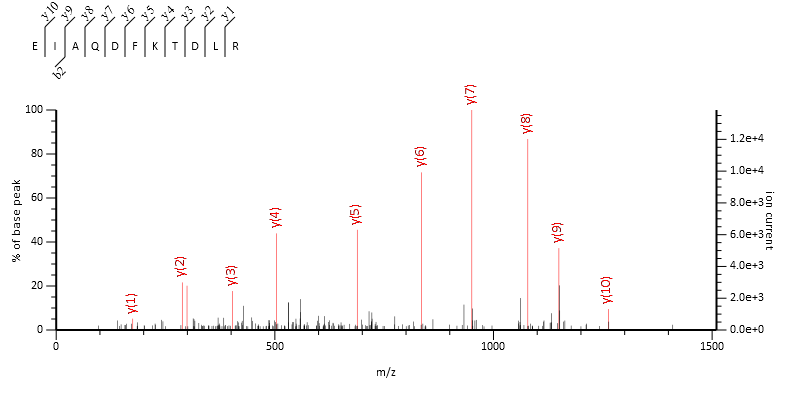 y10 y9 y8 y7 y6 y5 y4 y3 y2 y1
E I A Q D F K T D L R
b2
y(7)
100 y(8) 1.2e+4
80 y(6) 1.0e+4
60 y(5) y(4) 8.0e+3
40 y(9) 6.0e+3
y(2) y(3) 4.0e+3
20 y(1) y(10) 2.0e+3
0 0.0e+0
0 500 1000 1500
% of base peak
ion current
m/z